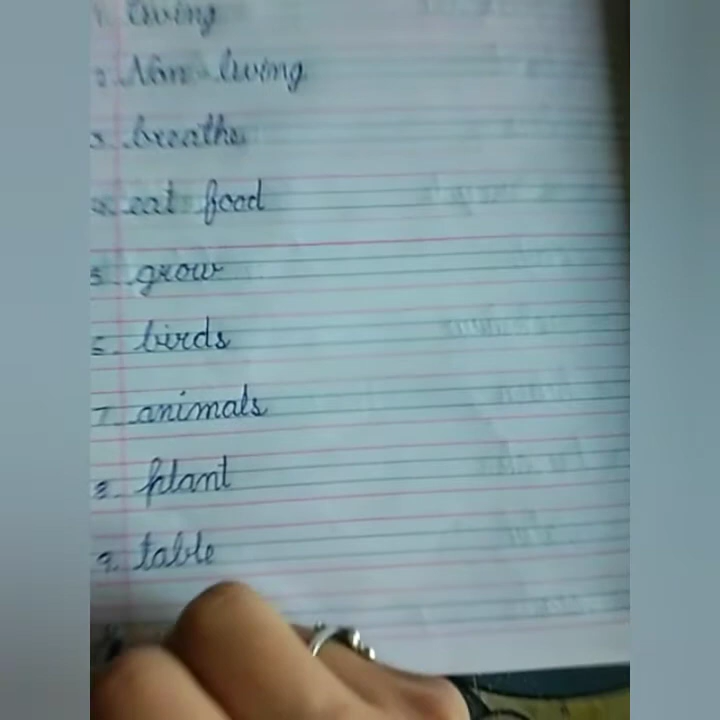 1. Living
2. Non-living
3. breathe
4. eat food
5. grow
6. birds
7. animals
8. plant
9. table